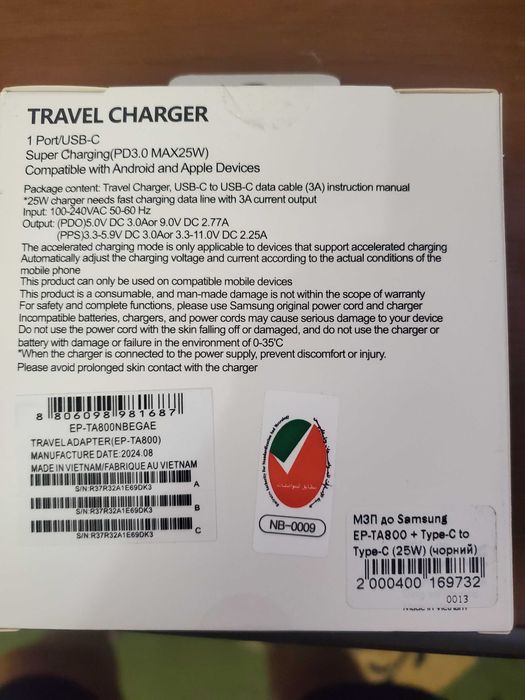 TRAVEL CHARGER
1 Port/USB-C
Super Charging(PD3.0 MAX25W)
Compatible with Android and Apple Devices
Package content: Travel Charger, USB-C to USB-C data cable (3A) instruction manual
*25W charger needs fast charging data line with 3A current output
Input: 100-240VAC 50-60 Hz
Output: (PDO)5.0V DC 3.0Aor 9.0V DC 2.77A
(PPS)3.3-5.9V DC 3.0Aor 3.3-11.0V DC 2.25A
The accelerated charging mode is only applicable to devices that support accelerated charging
Automatically adjust the charging voltage and current according to the actual conditions of the
mobile phone
This product can only be used on compatible mobile devices
This product is a consumable, and man-made damage is not within the scope of warranty
For safety and complete functions, please use Samsung original power cord and charger
Incompatible batteries, chargers, and power cords may cause serious damage to your device
Do not use the power cord with the skin falling off or damaged, and do not use the charger or
battery with damage or failure in the environment of 0-35℃
*When the charger is connected to the power supply, prevent discomfort or injury.
Please avoid prolonged skin contact with the charger
8 806098 981687
EP-TA800NBEGAE
TRAVEL ADAPTER(EP-TA800)
MANUFACTURE DATE:2024.08
MADE IN VIETNAM/FABRIQUE AU VIETNAM
A
S/N:R37R32A1E69DK3
B
S/N:R37R32A1E69DK3
C
S/N:R37R32A1E69DK3
NB-0009
МЗП до Samsung
EP-TA800 + Type-C to
Type-C (25W) (чорний)
2 000400 169732
0013
Made in Vietnam